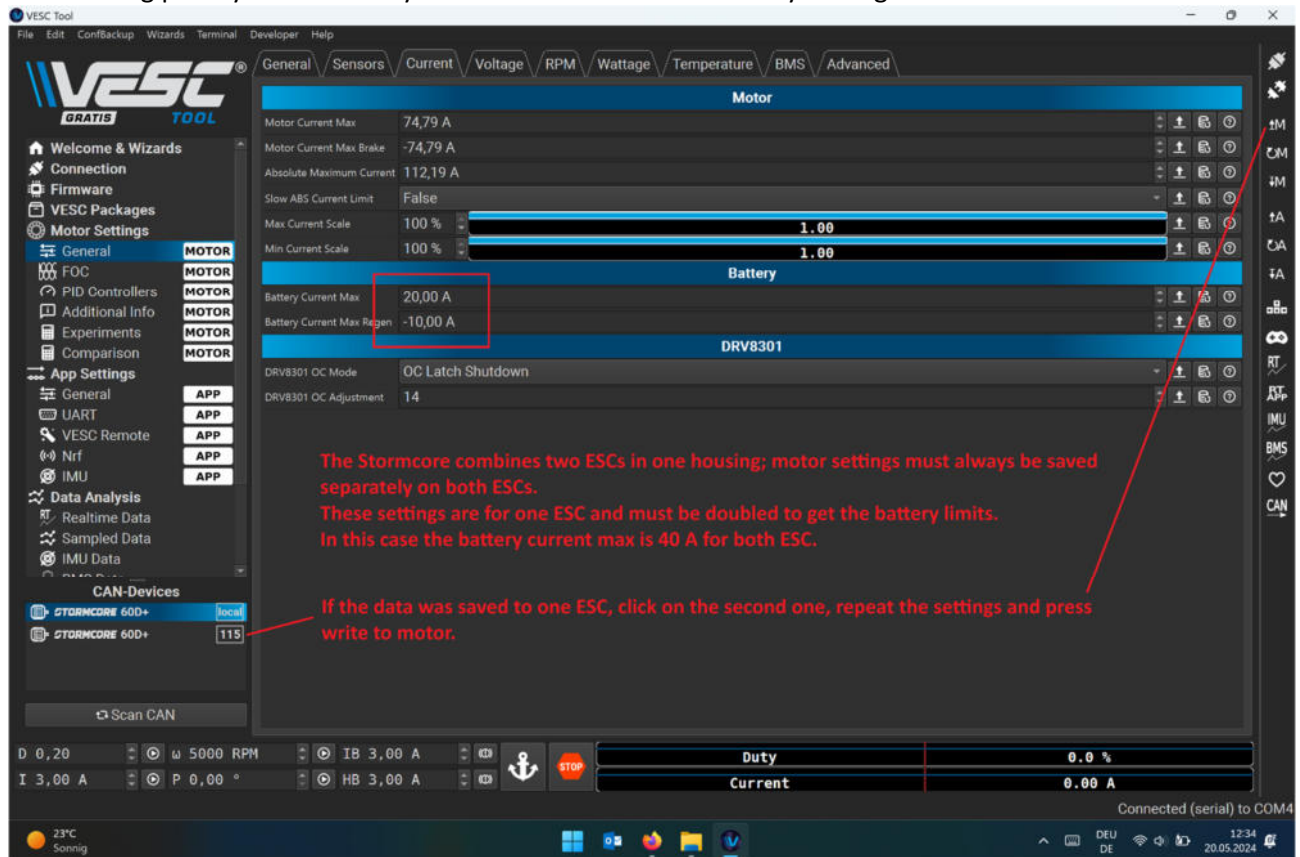 VESC Tool
File Edit ConfBackup Wizards Terminal Developer Help
VESC ®
GRATIS TOOL
General Sensors Current Voltage RPM Wattage Temperature BMS Advanced
Welcome & Wizards
Connection
Firmware
VESC Packages
Motor Settings
General MOTOR
FOC MOTOR
PID Controllers MOTOR
Additional Info MOTOR
Experiments MOTOR
Comparison MOTOR
App Settings
General APP
UART APP
VESC Remote APP
Nrf APP
IMU APP
Data Analysis
Realtime Data
Sampled Data
IMU Data
CAN-Devices
STORMCORE 60D+ local
STORMCORE 60D+ 115
Scan CAN
Motor
Motor Current Max 74,79 A
Motor Current Max Brake -74,79 A
Absolute Maximum Current 112,19 A
Slow ABS Current Limit False
Max Current Scale 100 % 1.00
Min Current Scale 100 % 1.00
Battery
Battery Current Max 20,00 A
Battery Current Max Regen -10,00 A
DRV8301
DRV8301 OC Mode OC Latch Shutdown
DRV8301 OC Adjustment 14
The Stormcore combines two ESCs in one housing; motor settings must always be saved
separately on both ESCs.
These settings are for one ESC and must be doubled to get the battery limits.
In this case the battery current max is 40 A for both ESC.
If the data was saved to one ESC, click on the second one, repeat the settings and press
write to motor.
M
M
M
A
A
A
RT
RT
APP
IMU
BMS
CAN
D 0,20 ω 5000 RPM IB 3,00 A
I 3,00 A P 0,00 ° HB 3,00 A
STOP
Duty 0.0 %
Current 0.00 A
Connected (serial) to COM4
23°C
Sonnig
DEU
DE
12:34
20.05.2024